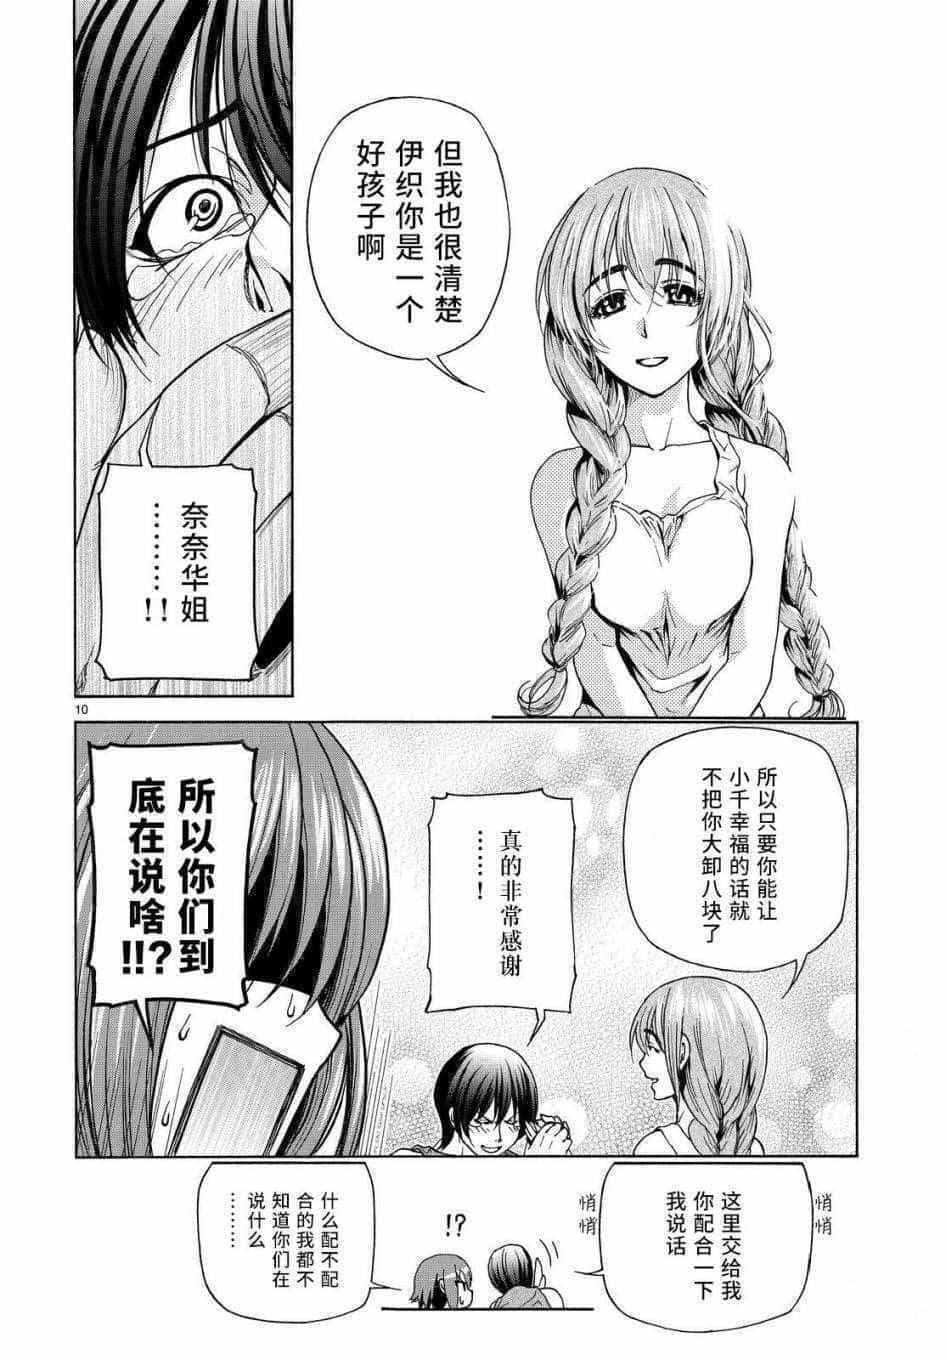 但我也很清楚
伊织你是一个
好孩子啊
奈奈华姐
………!!
10
所以只要你能让
小千幸福的话就
不把你大卸八块了
真的非常感谢
……!
所以你们到
底在说啥!!?
悄悄
悄悄
这里交给我
你配合一下
我说话
!?
什么配不配
合的我都不
知道你们在
说什么
………